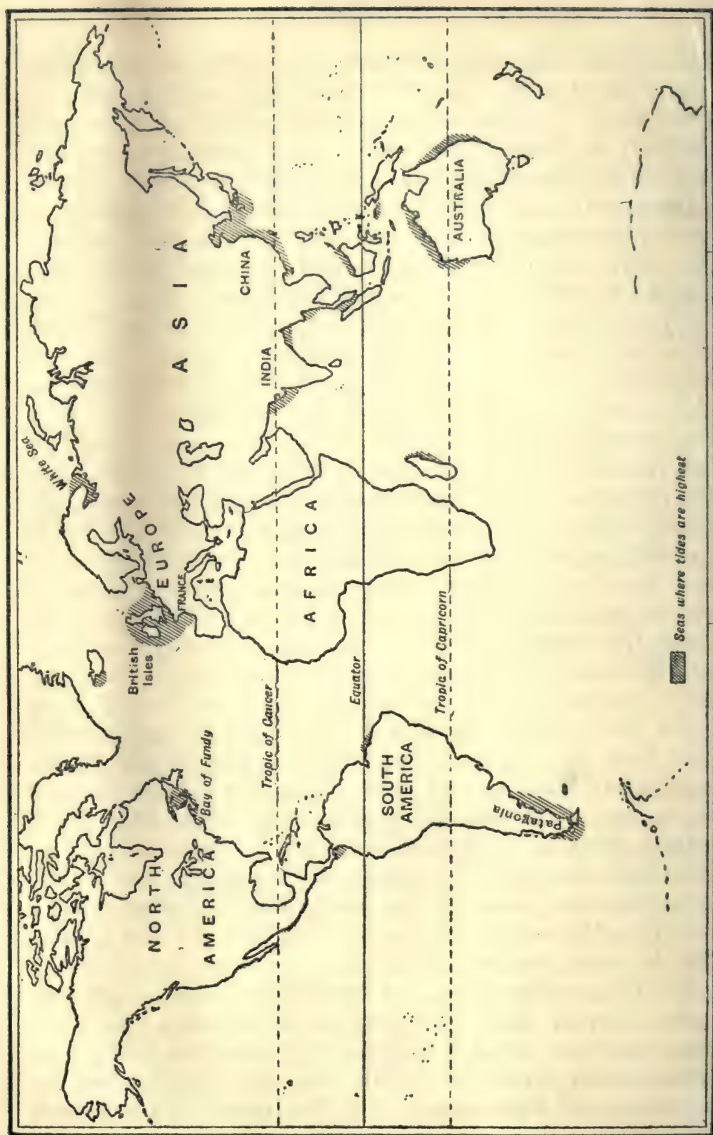 White Sea
EUROPE
ASIA
British
Isles
FRANCE
CHINA
NORTH
AMERICA
Bay of Fundy
Tropic of Cancer
INDIA
AFRICA
Equator
SOUTH
AMERICA
AUSTRALIA
Tropic of Capricorn
Patagonia
Seas where tides are highest